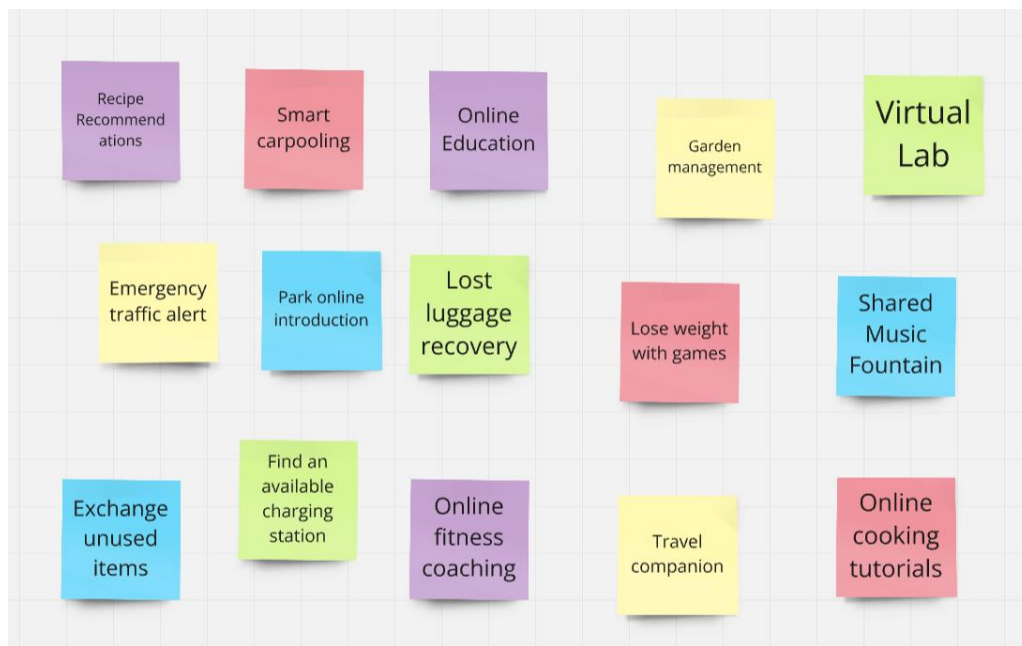 Recipe
Recommend
ations
Smart
carpooling
Online
Education
Garden
management
Virtual
Lab
Emergency
traffic alert
Park online
introduction
Lost
luggage
recovery
Lose weight
with games
Shared
Music
Fountain
Exchange
unused
items
Find an
available
charging
station
Online
fitness
coaching
Travel
companion
Online
cooking
tutorials